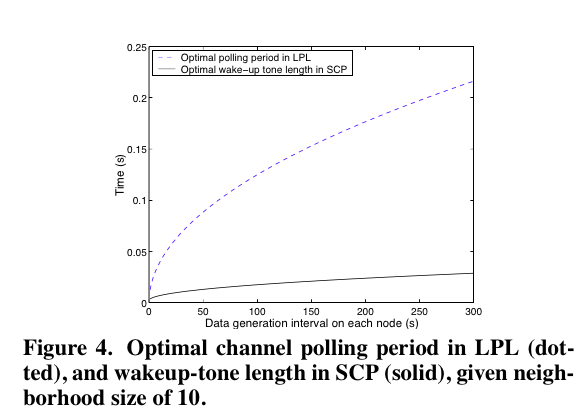 0.25
Optimal polling period in LPL
Optimal wake−up tone length in SCP
0.2
0.15
Time (s)
0.1
0.05
0
0 50 100 150 200 250 300
Data generation interval on each node (s)
Figure 4. Optimal channel polling period in LPL (dot-
ted), and wakeup-tone length in SCP (solid), given neigh-
borhood size of 10.